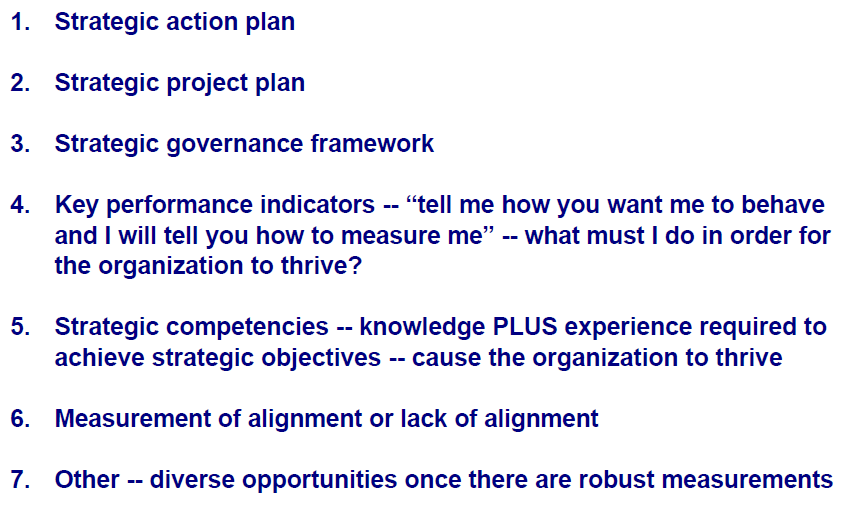 1. Strategic action plan
2. Strategic project plan
3. Strategic governance framework
4. Key performance indicators -- “tell me how you want me to behave
and I will tell you how to measure me” -- what must I do in order for
the organization to thrive?
5. Strategic competencies -- knowledge PLUS experience required to
achieve strategic objectives -- cause the organization to thrive
6. Measurement of alignment or lack of alignment
7. Other -- diverse opportunities once there are robust measurements